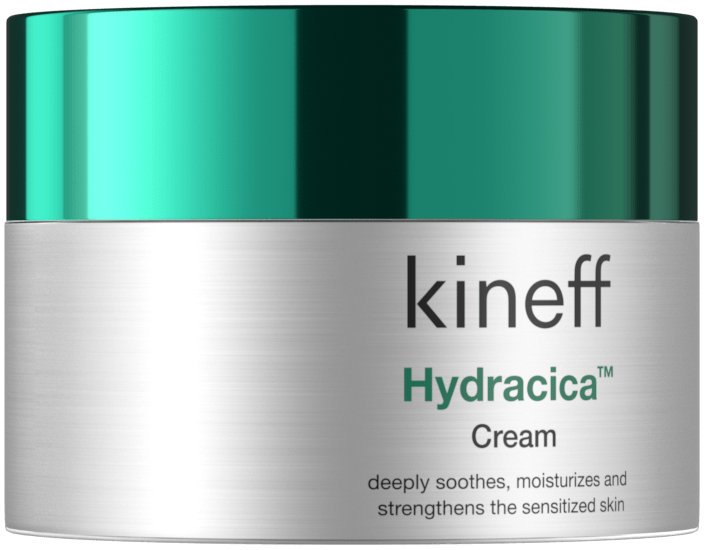 kineff
Hydracica™
Cream
deeply soothes, moisturizes and
strengthens the sensitized skin